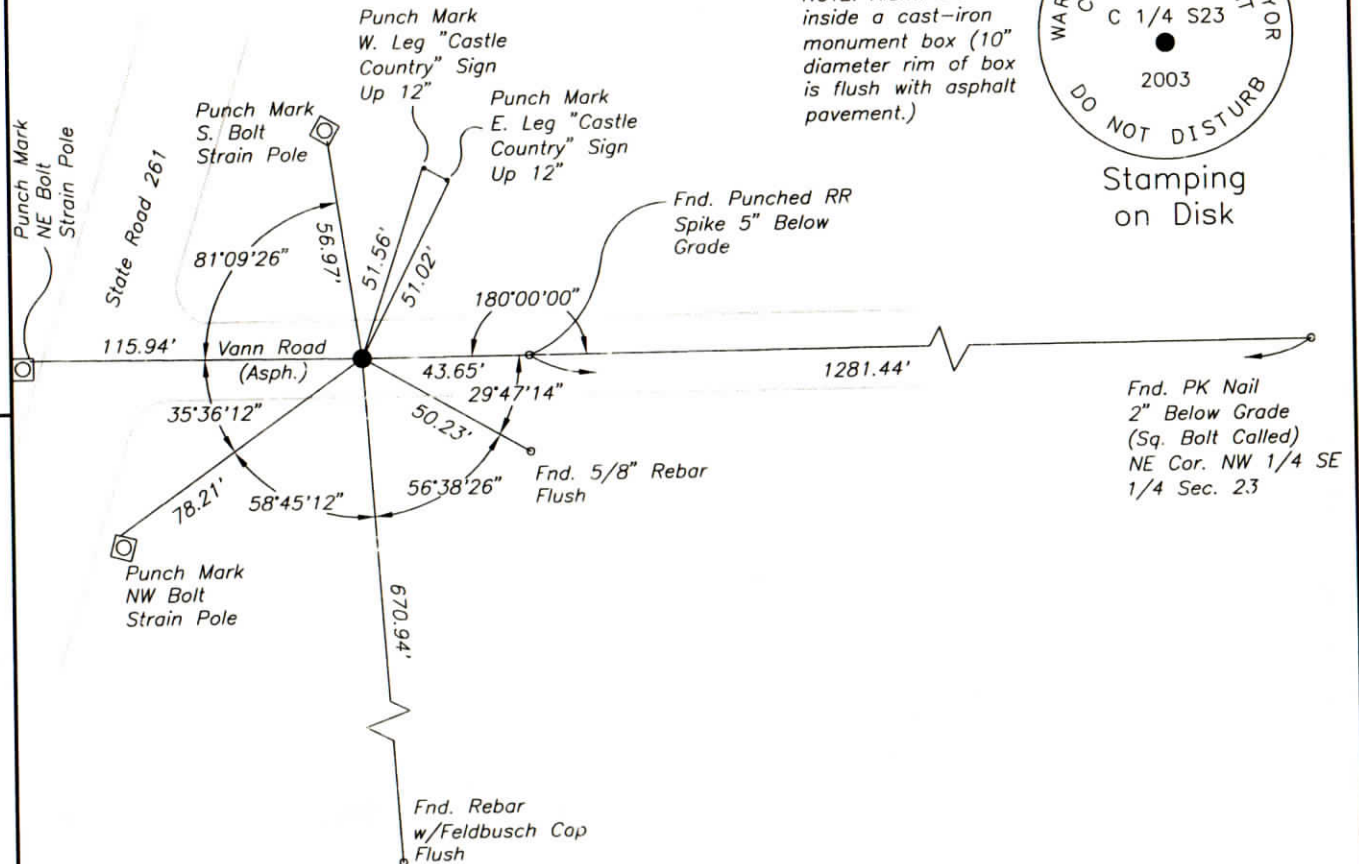 Punch Mark
W. Leg "Castle
Country" Sign
Up 12"
inside a cast-iron
monument box (10"
diameter rim of box
is flush with asphalt
pavement.)
C 1/4 S23
2003
DO NOT DISTURB
Stamping
on Disk
Punch Mark
S. Bolt
Strain Pole
Punch Mark
E. Leg "Castle
Country" Sign
Up 12"
Punch Mark
NE Bolt
Strain Pole
State Road 261
Fnd. Punched RR
Spike 5" Below
Grade
81°09'26"
56.97'
51.56'
51.02'
180°00'00"
115.94'
Vann Road
(Asph.)
43.65'
1281.44'
29°47'14"
35°36'12"
50.23'
Fnd. PK Nail
2" Below Grade
(Sq. Bolt Called)
NE Cor. NW 1/4 SE
1/4 Sec. 23
78.21'
58°45'12"
56°38'26"
Fnd. 5/8" Rebar
Flush
Punch Mark
NW Bolt
Strain Pole
670.94'
Fnd. Rebar
w/Feldbusch Cap
Flush